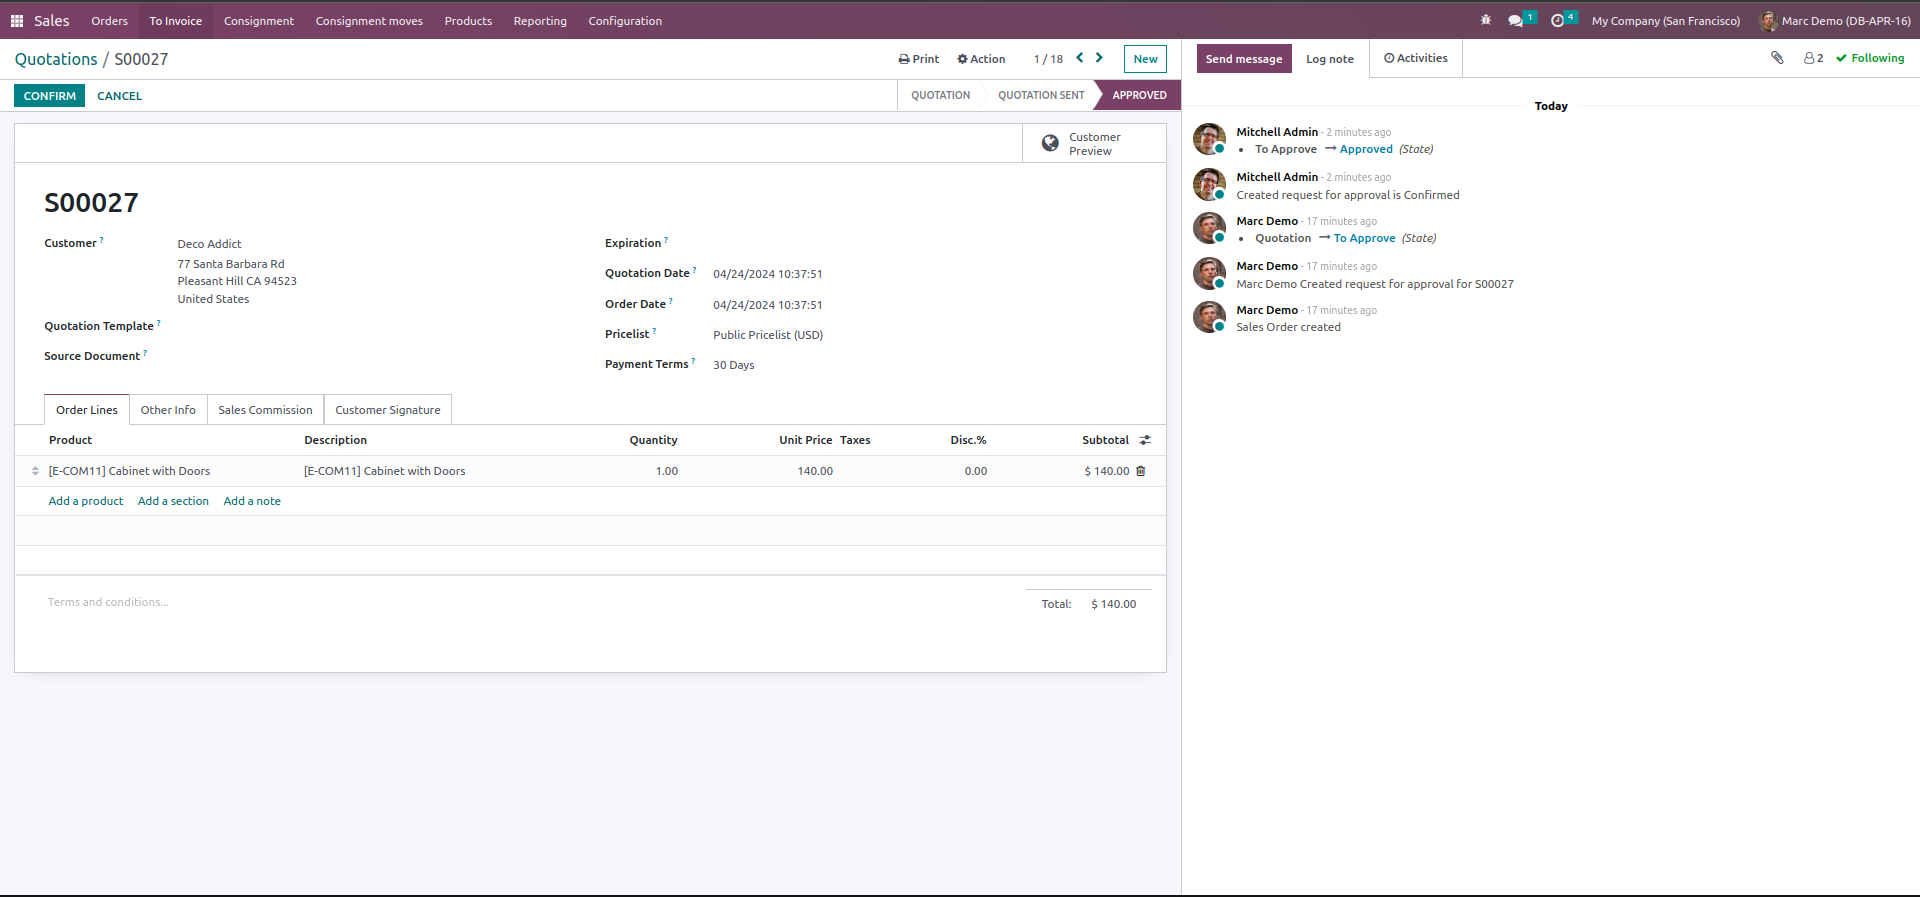 Sales Orders To Invoice Consignment Consignment moves Products Reporting Configuration 1 4 My Company (San Francisco) Marc Demo (DB-APR-16)
Quotations / S00027 Print Action 1 / 18 New
CONFIRM CANCEL QUOTATION QUOTATION SENT APPROVED
Customer
Preview
S00027
Customer ? Deco Addict
77 Santa Barbara Rd
Pleasant Hill CA 94523
United States
Quotation Template ?
Source Document ?
Expiration ?
Quotation Date ? 04/24/2024 10:37:51
Order Date ? 04/24/2024 10:37:51
Pricelist ? Public Pricelist (USD)
Payment Terms ? 30 Days
Order Lines Other Info Sales Commission Customer Signature
Product Description Quantity Unit Price Taxes Disc.% Subtotal
[E-COM11] Cabinet with Doors [E-COM11] Cabinet with Doors 1.00 140.00 0.00 $ 140.00
Add a product Add a section Add a note
Terms and conditions...
Total: $ 140.00
Send message Log note Activities 2 Following
Today
Mitchell Admin - 2 minutes ago
• To Approve → Approved (State)
Mitchell Admin - 2 minutes ago
Created request for approval is Confirmed
Marc Demo - 17 minutes ago
• Quotation → To Approve (State)
Marc Demo - 17 minutes ago
Marc Demo Created request for approval for S00027
Marc Demo - 17 minutes ago
Sales Order created